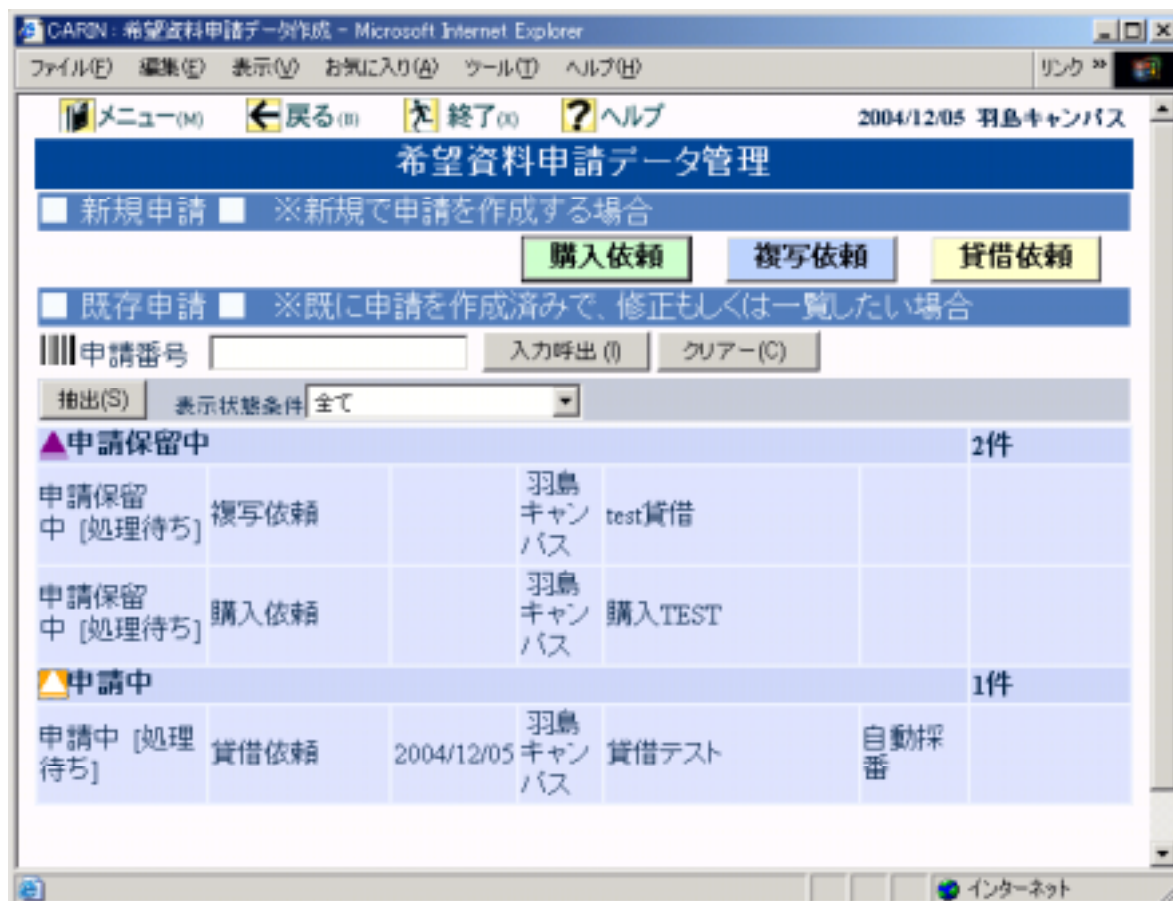 CARIN : 希望資料申請データ作成 - Microsoft Internet Explorer
ファイル(F) 編集(E) 表示(V) お気に入り(A) ツール(T) ヘルプ(H) リンク »
メニュー(M) 戻る(B) 終了(X) ヘルプ 2004/12/05 羽島キャンパス
希望資料申請データ管理
■ 新規申請 ■ ※新規で申請を作成する場合
購入依頼 複写依頼 貸借依頼
■ 既存申請 ■ ※既に申請を作成済みで、修正もしくは一覧したい場合
申請番号 入力呼出 (I) クリアー(C)
抽出(S) 表示状態条件 全て
▲申請保留中 2件
申請保留
中 [処理待ち] 複写依頼 羽島
キャン
パス test貸借
申請保留
中 [処理待ち] 購入依頼 羽島
キャン
パス 購入TEST
申請中 1件
申請中 [処理
待ち] 貸借依頼 2004/12/05 羽島
キャン
パス 貸借テスト 自動採
番
インターネット